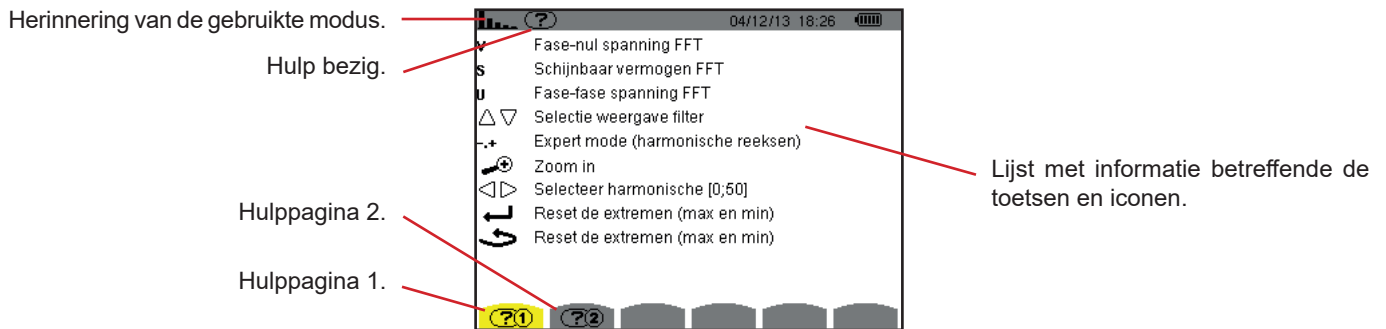 Herinnering van de gebruikte modus.
Hulp bezig.
Hulppagina 2.
Hulppagina 1.
? 04/12/13 18:26
V Fase-nul spanning FFT
S Schijnbaar vermogen FFT
U Fase-fase spanning FFT
Selectie weergave filter
-.+ Expert mode (harmonische reeksen)
Zoom in
Selecteer harmonische [0;50]
Reset de extremen (max en min)
Reset de extremen (max en min)
?1 ?2
Lijst met informatie betreffende de
toetsen en iconen.